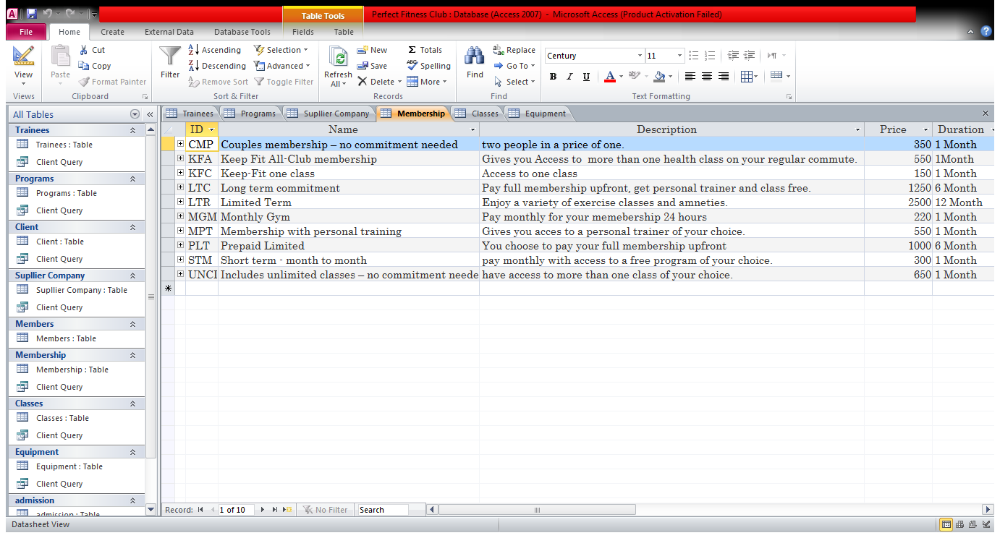 A
Table Tools
Perfect Fitness Club : Database (Access 2007) - Microsoft Access (Product Activation Failed)
File Home Create External Data Database Tools Fields Table
View
Views
Paste
Cut
Copy
Format Painter
Clipboard
Filter
Ascending
Descending
Remove Sort
Selection
Advanced
Toggle Filter
Sort & Filter
Refresh
All
New
Save
Delete
Totals
Spelling
More
Records
Find
Replace
Go To
Select
Find
Century 11
B I U A ab
Text Formatting
All Tables
Trainees
Trainees : Table
Client Query
Programs
Programs : Table
Client Query
Client
Client : Table
Client Query
Supllier Company
Supllier Company : Table
Client Query
Members
Members : Table
Membership
Membership : Table
Client Query
Classes
Classes : Table
Client Query
Equipment
Equipment : Table
Client Query
admission
admission : Table
Trainees Programs Supllier Company Membership Classes Equipment
ID Name Description Price Duration
CMP Couples membership – no commitment needed two people in a price of one. 350 1 Month
KFA Keep Fit All-Club membership Gives you Access to more than one health class on your regular commute. 550 1Month
KFC Keep-Fit one class Access to one class 150 1 Month
LTC Long term commitment Pay full membership upfront, get personal trainer and class free. 1250 6 Month
LTR Limited Term Enjoy a variety of exercise classes and amneties. 2500 12 Month
MGM Monthly Gym Pay monthly for your memebership 24 hours 220 1 Month
MPT Membership with personal training Gives you acces to a personal trainer of your choice. 550 1 Month
PLT Prepaid Limited You choose to pay your full membership upfront 1000 6 Month
STM Short term - month to month pay monthly with access to a free program of your choice. 300 1 Month
UNCI Includes unlimited classes – no commitment neede have access to more than one class of your choice. 650 1 Month
Record: 1 of 10 No Filter Search
Datasheet View